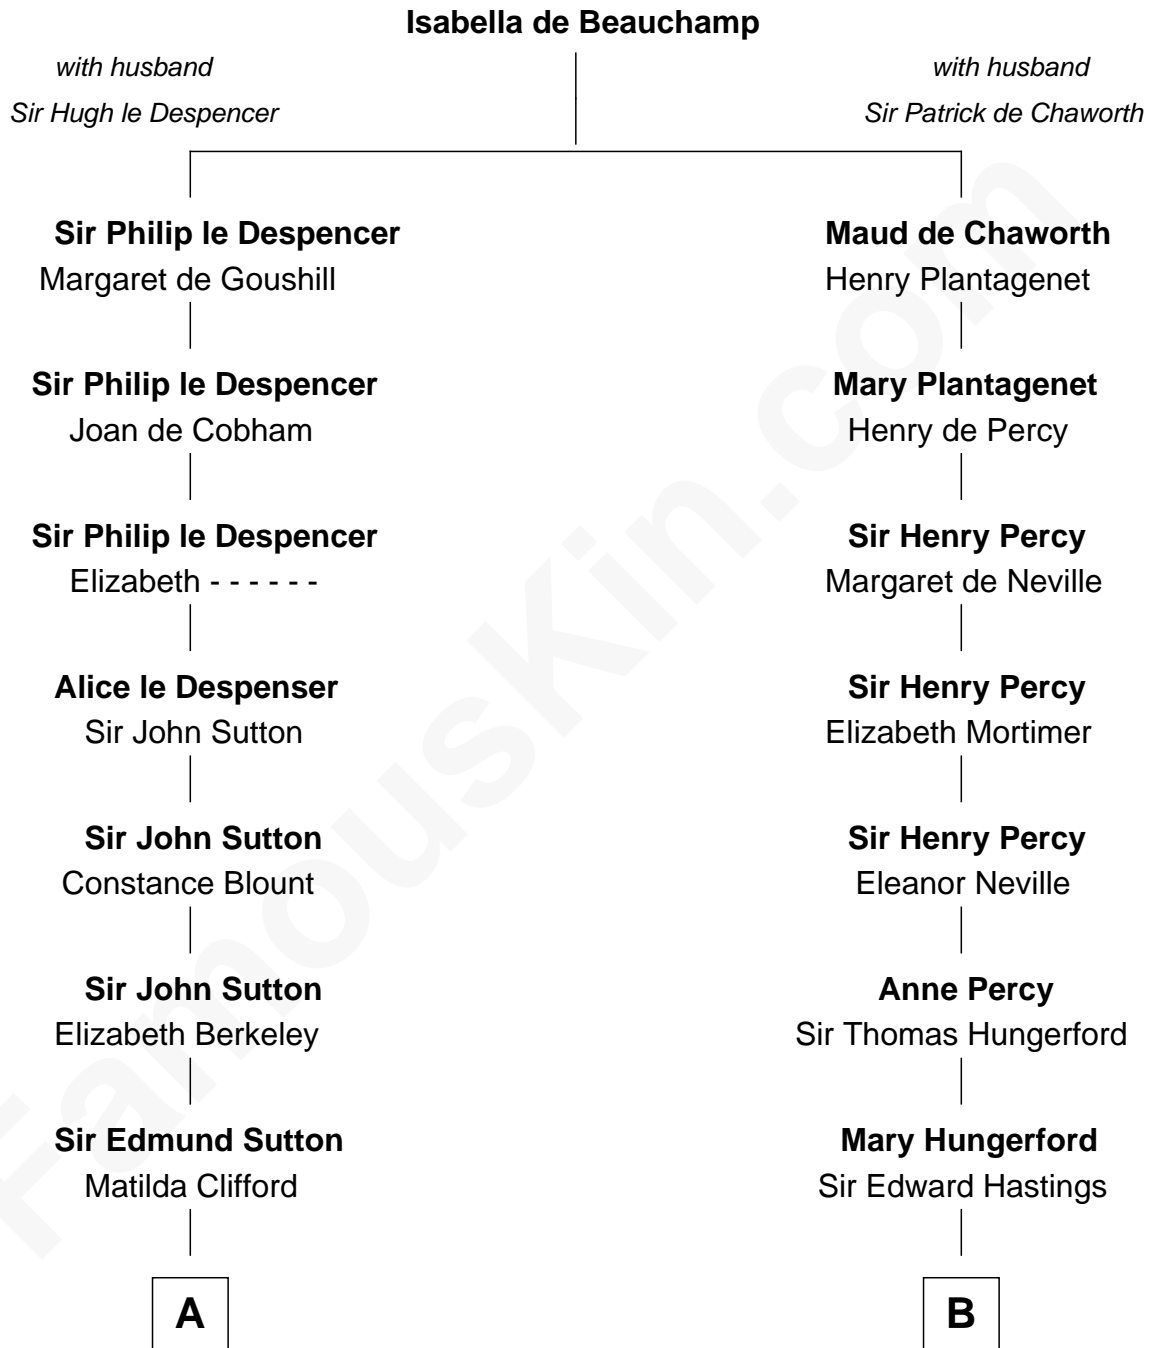 Isabella de Beauchamp
with husband
Sir Hugh le Despencer
with husband
Sir Patrick de Chaworth
Sir Philip le Despencer
Margaret de Goushill
Maud de Chaworth
Henry Plantagenet
Sir Philip le Despencer
Joan de Cobham
Mary Plantagenet
Henry de Percy
Sir Philip le Despencer
Elizabeth - - - - - -
Sir Henry Percy
Margaret de Neville
Alice le Despenser
Sir John Sutton
Sir Henry Percy
Elizabeth Mortimer
Sir John Sutton
Constance Blount
Sir Henry Percy
Eleanor Neville
Sir John Sutton
Elizabeth Berkeley
Anne Percy
Sir Thomas Hungerford
Sir Edmund Sutton
Matilda Clifford
Mary Hungerford
Sir Edward Hastings
A
B
FamousKin.com